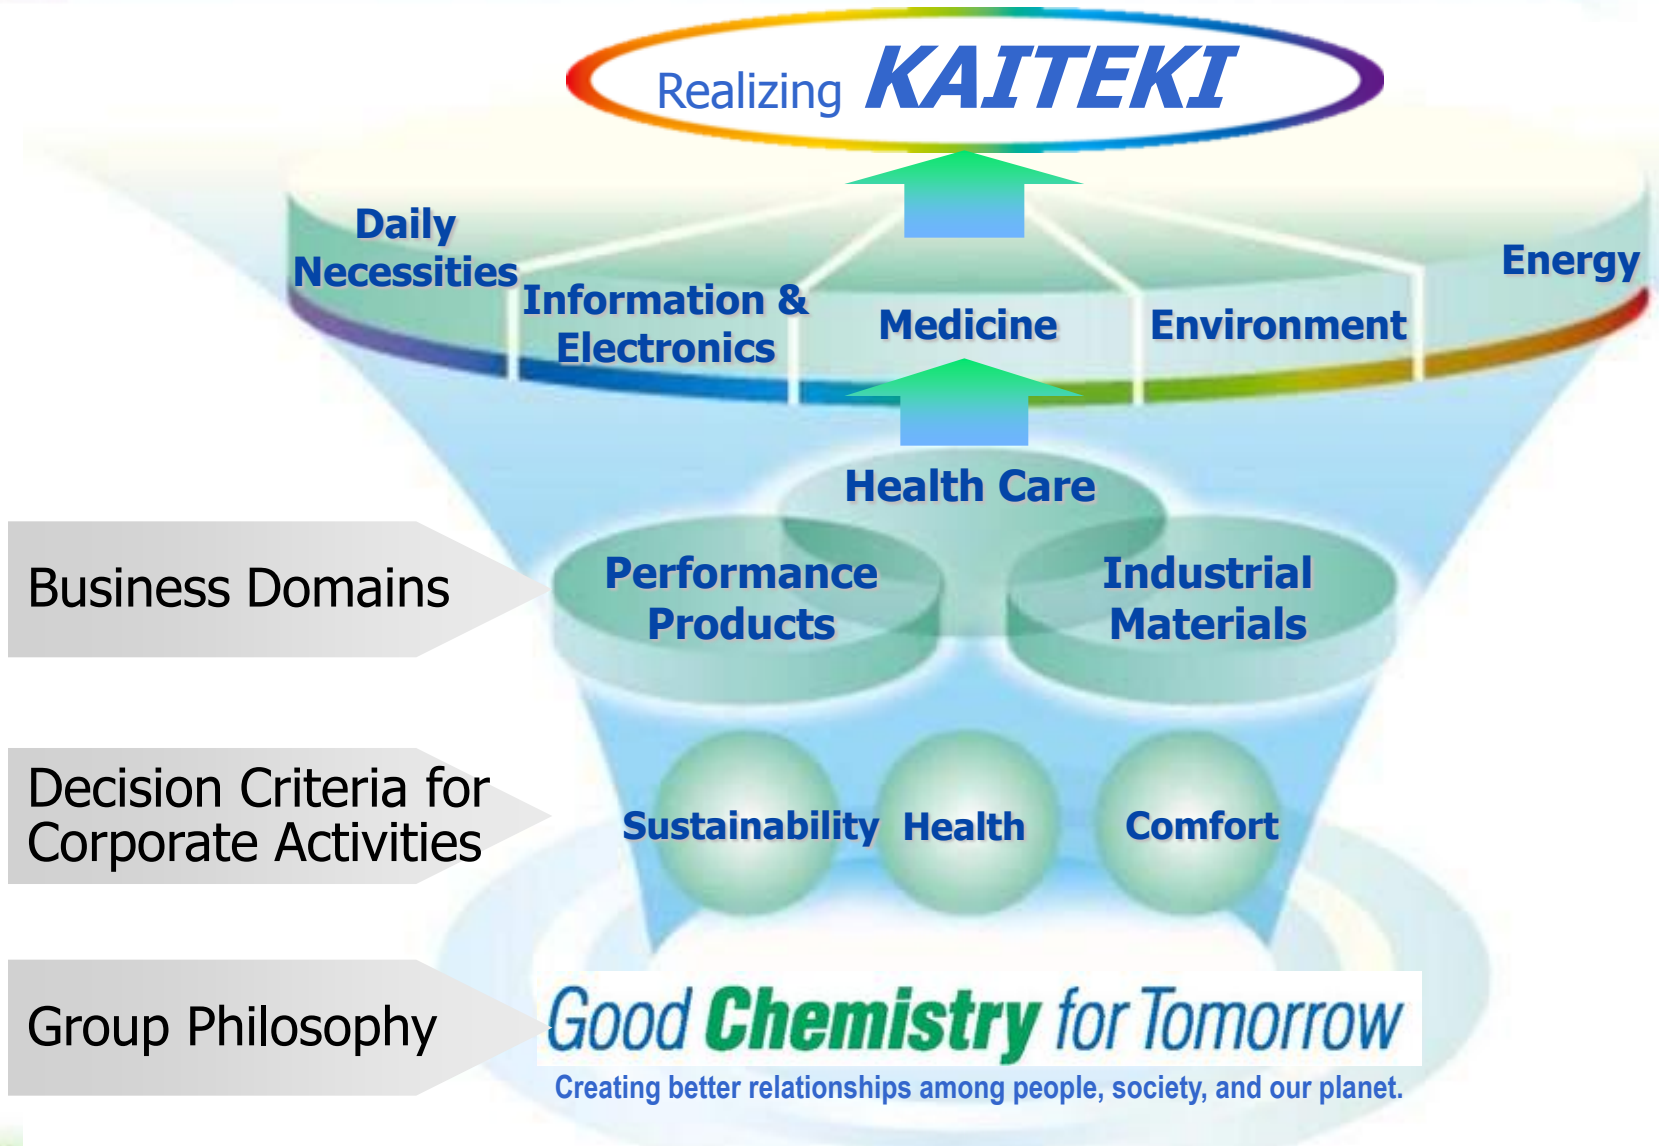 Realizing KAITEKI
Daily
Necessities
Information &
Electronics
Medicine
Environment
Energy
Health Care
Business Domains
Performance
Products
Industrial
Materials
Decision Criteria for
Corporate Activities
Sustainability
Health
Comfort
Group Philosophy
Good Chemistry for Tomorrow
Creating better relationships among people, society, and our planet.